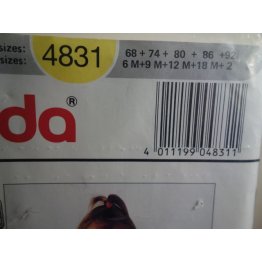 sizes: 4831 68 + 74 + 80 + 86 +92
sizes: 6 M+9 M+12 M+18 M+ 2
da®
4 011199 048311